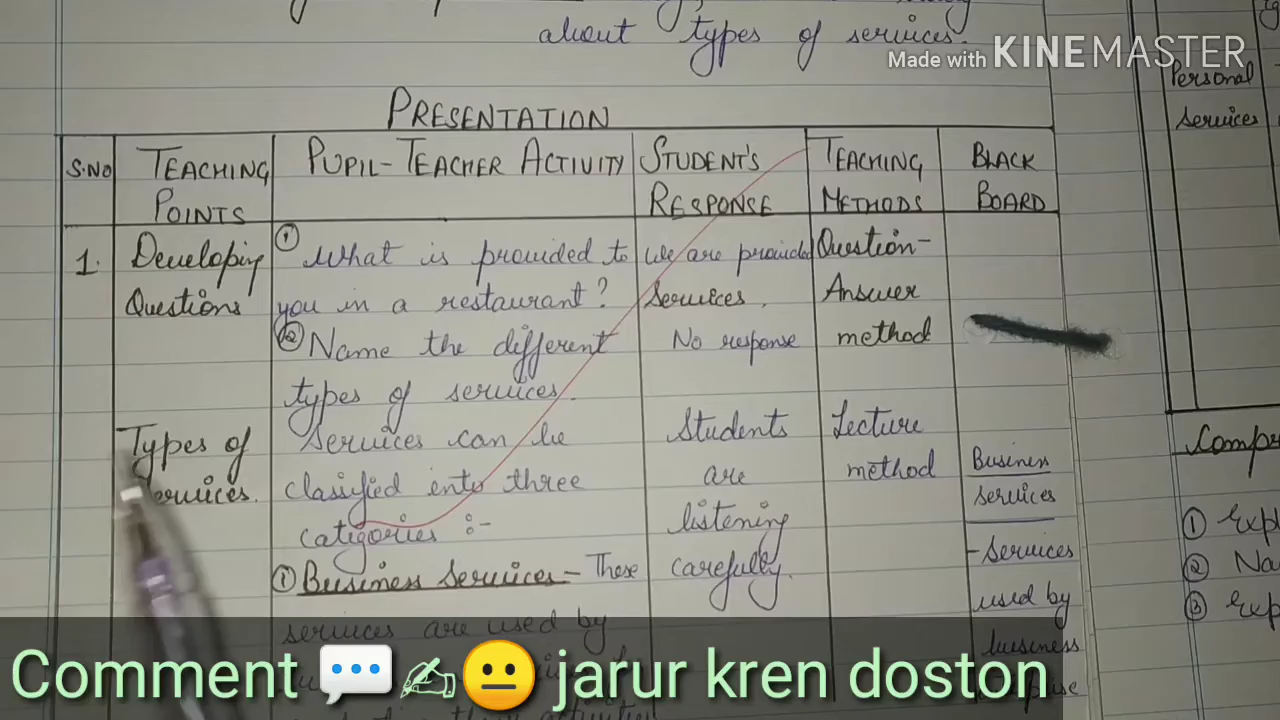 about types of services.
Made with KINEMASTER
PRESENTATION
S.NO
TEACHING
POINTS
PUPIL-TEACHER ACTIVITY
STUDENT'S
RESPONSE
TEACHING
METHODS
BLACK
BOARD
1.
Developing
Questions
① What is provided to
you in a restaurant?
② Name the different
types of services.
We are provided
services.
No response
Question-
Answer
method
Types of
Services.
Services can be
classified into three
categories :-
① Business Services - These
services are used by
Students
are
listening
carefully.
Lecture
method
Business
services
- Services
used by
business
Personal
Services
①
②
③
Comment 💬✍😐 jarur kren doston